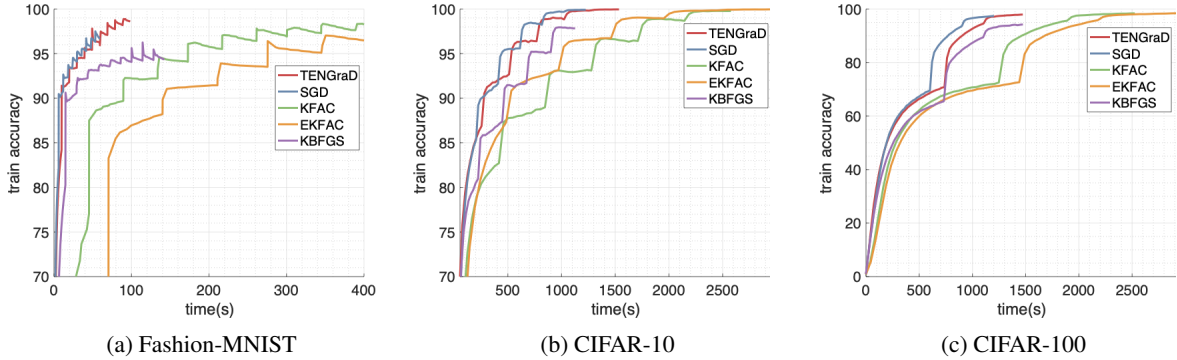 train accuracy
100
95
90
85
80
75
70
0
100
200
300
400
time(s)
TENGraD
SGD
KFAC
EKFAC
KBFGS
(a) Fashion-MNIST
train accuracy
100
95
90
85
80
75
70
500
1000
1500
2000
2500
time(s)
TENGraD
SGD
KFAC
EKFAC
KBFGS
(b) CIFAR-10
train accuracy
100
80
60
40
20
0
0
500
1000
1500
2000
2500
time(s)
TENGraD
SGD
KFAC
EKFAC
KBFGS
(c) CIFAR-100